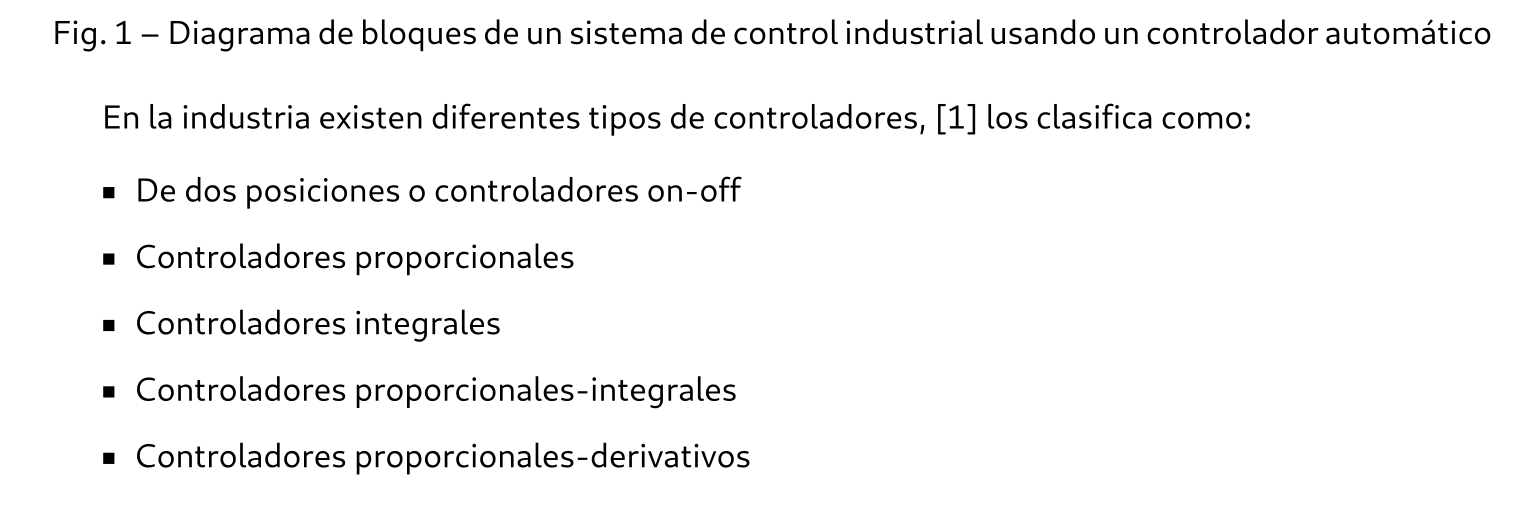 Fig. 1 – Diagrama de bloques de un sistema de control industrial usando un controlador automático
En la industria existen diferentes tipos de controladores, [1] los clasifica como:
▪ De dos posiciones o controladores on-off
▪ Controladores proporcionales
▪ Controladores integrales
▪ Controladores proporcionales-integrales
▪ Controladores proporcionales-derivativos